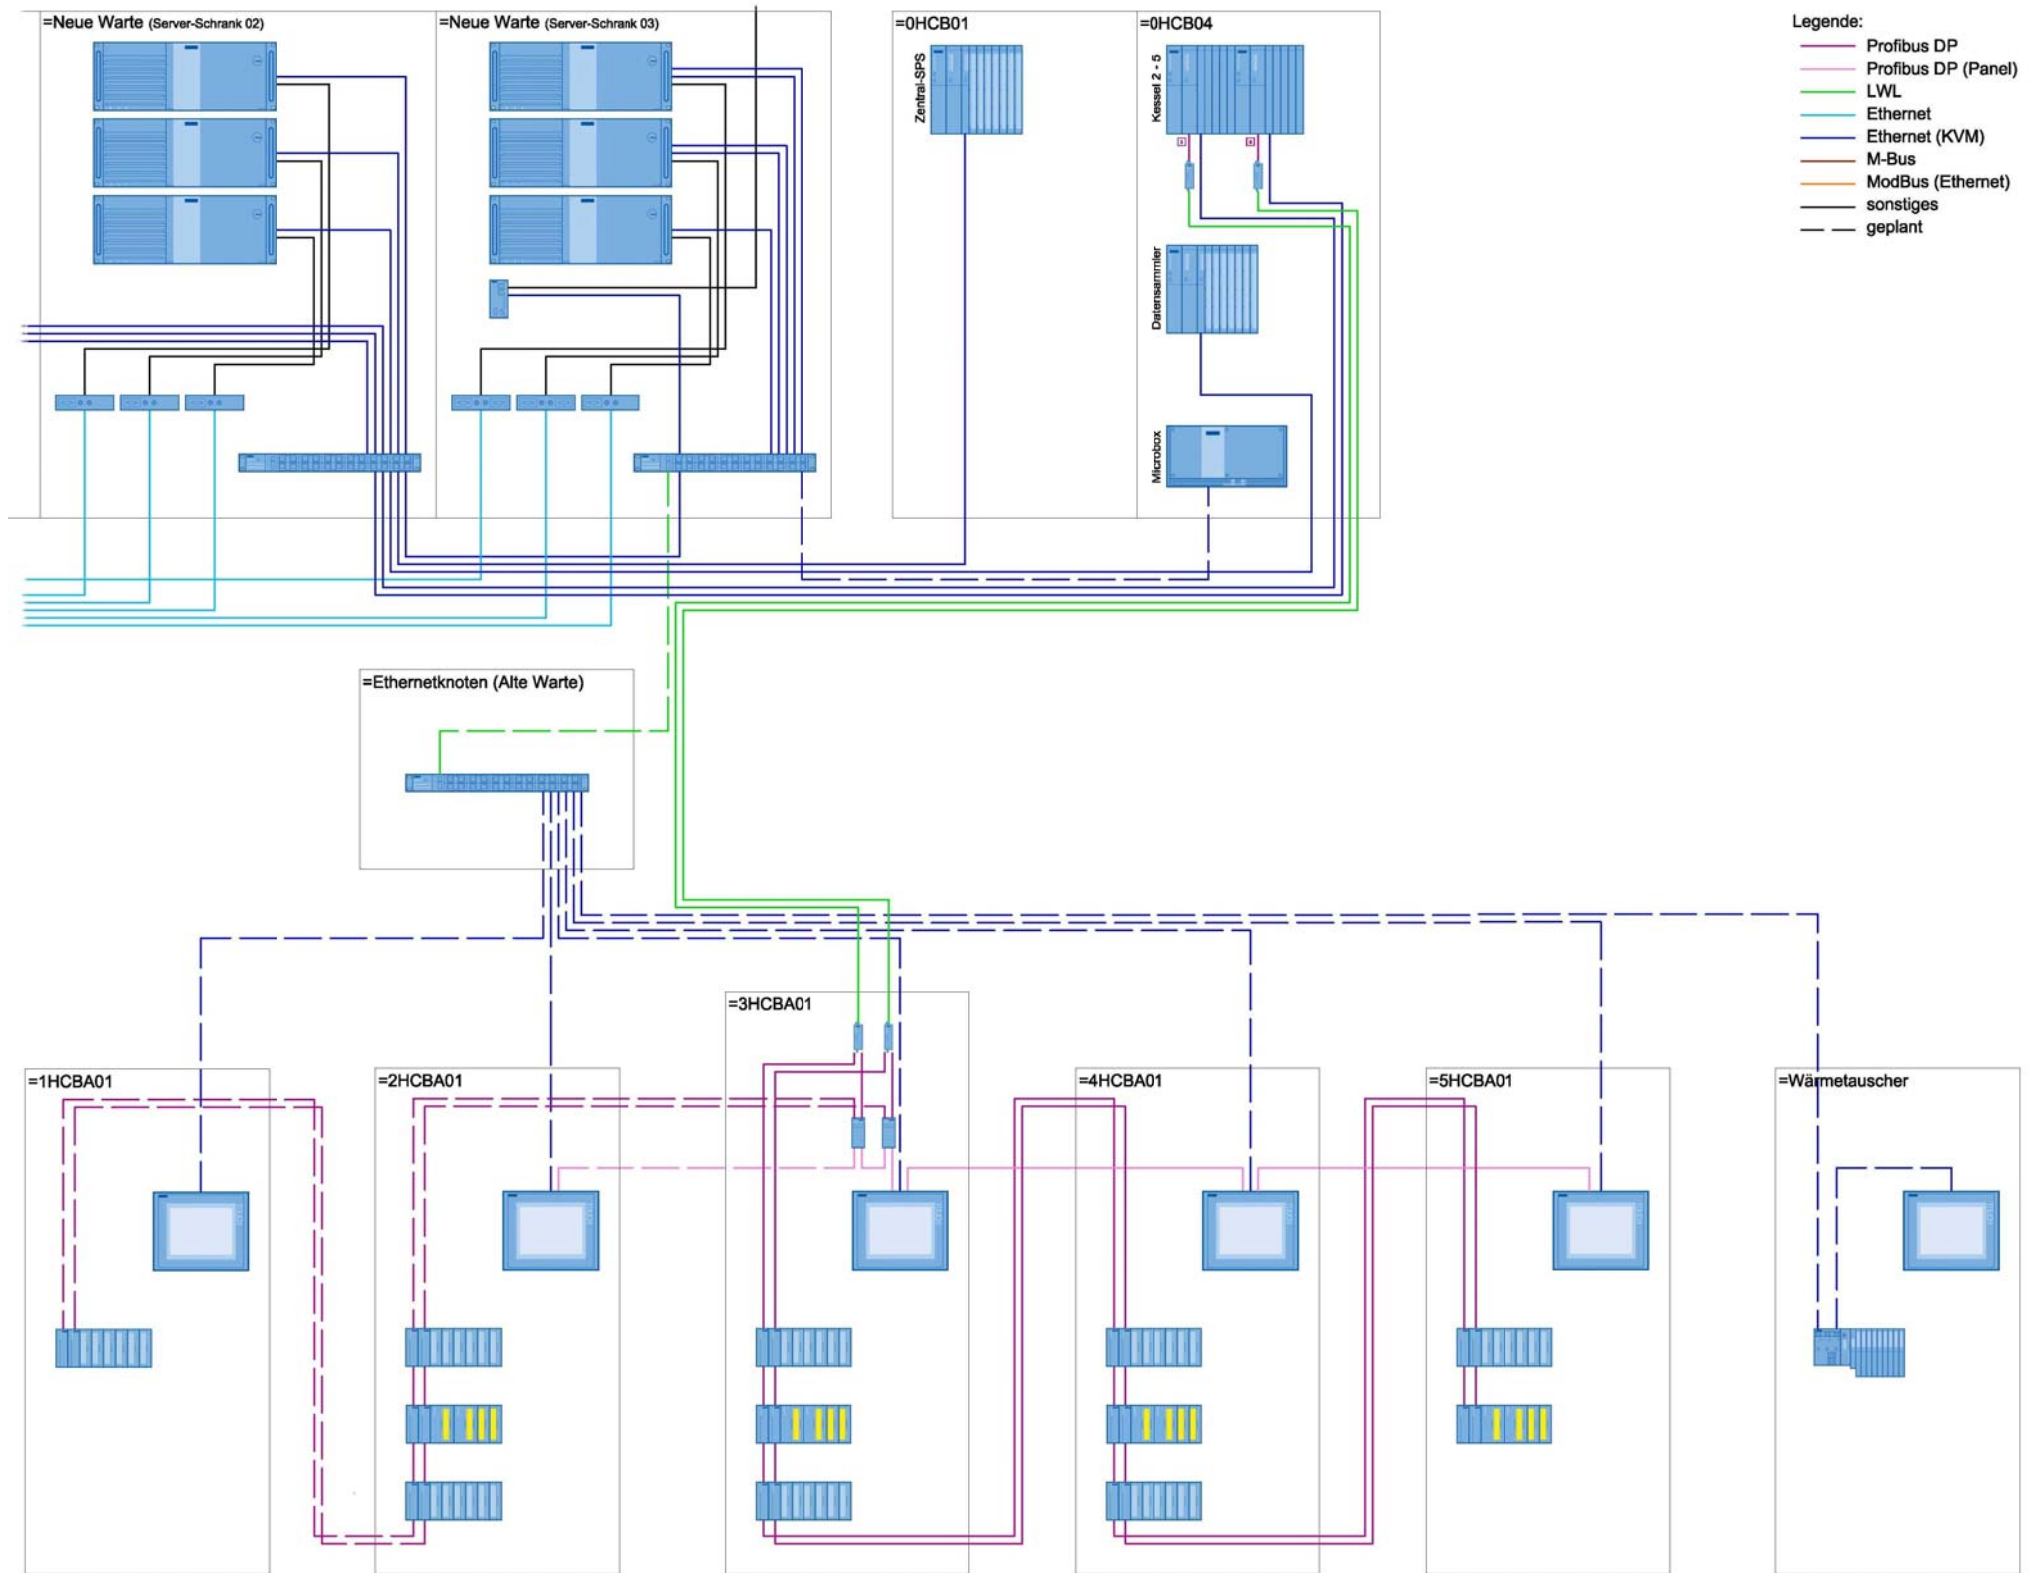 =Neue Warte (Server-Schrank 02)
=Neue Warte (Server-Schrank 03)
=0HCB01
=0HCB04
Zentral-SPS
Kessel 2 - 5
Datensammler
Microbox
Legende:
Profibus DP
Profibus DP (Panel)
LWL
Ethernet
Ethernet (KVM)
M-Bus
ModBus (Ethernet)
sonstiges
geplant
=Ethernetknoten (Alte Warte)
=3HCBA01
=1HCBA01
=2HCBA01
=4HCBA01
=5HCBA01
=Wärmetauscher